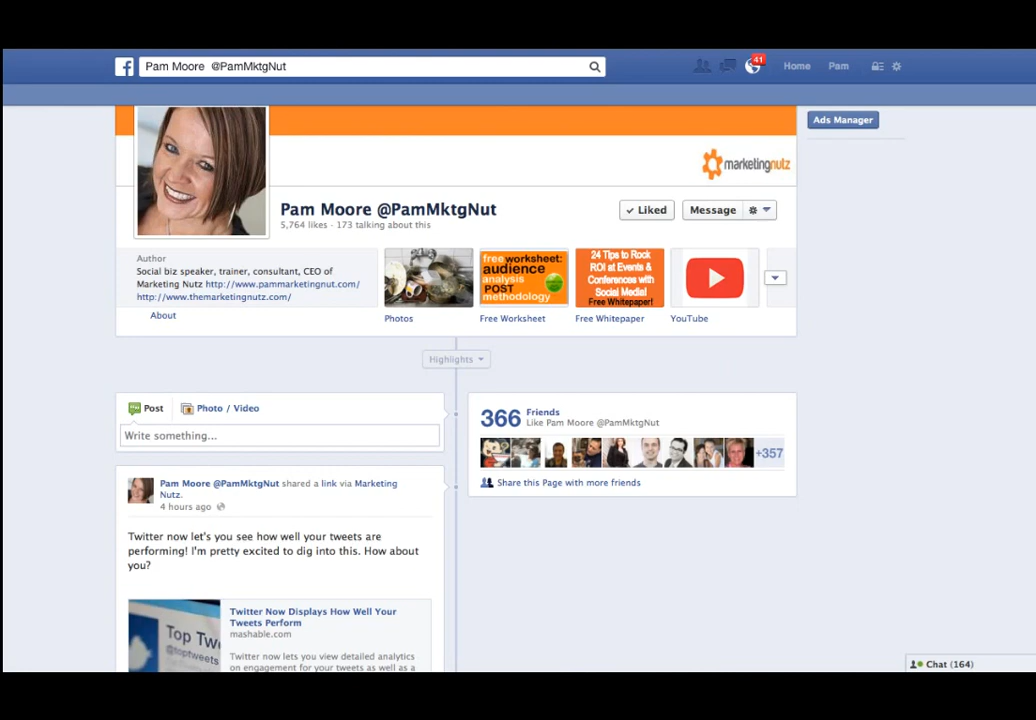 Pam Moore @PamMktgNut
41
Home
Pam
Ads Manager
marketingnutz
Pam Moore @PamMktgNut
5,764 likes · 173 talking about this
✓ Liked
Message
Author
Social biz speaker, trainer, consultant, CEO of
Marketing Nutz http://www.pammarketingnut.com/
http://www.themarketingnutz.com/
About
Photos
free worksheet:
audience
analysis
POST
methodology
Free Worksheet
24 Tips to Rock
ROI at Events &
Conferences with
Social Media!
Free Whitepaper!
Free Whitepaper
YouTube
Highlights
Post
Photo / Video
Write something...
366 Friends
Like Pam Moore @PamMktgNut
+357
Share this Page with more friends
Pam Moore @PamMktgNut shared a link via Marketing
Nutz.
4 hours ago
Twitter now let's you see how well your tweets are
performing! I'm pretty excited to dig into this. How about
you?
Top Tw
@toptweets
Twitter Now Displays How Well Your
Tweets Perform
mashable.com
Twitter now lets you view detailed analytics
on engagement for your tweets as well as a
Chat (164)